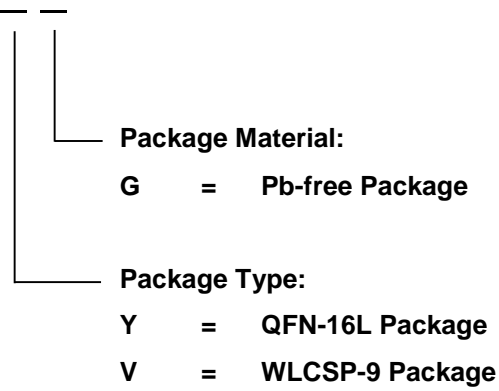 Package Material:
G = Pb-free Package
Package Type:
Y = QFN-16L Package
V = WLCSP-9 Package